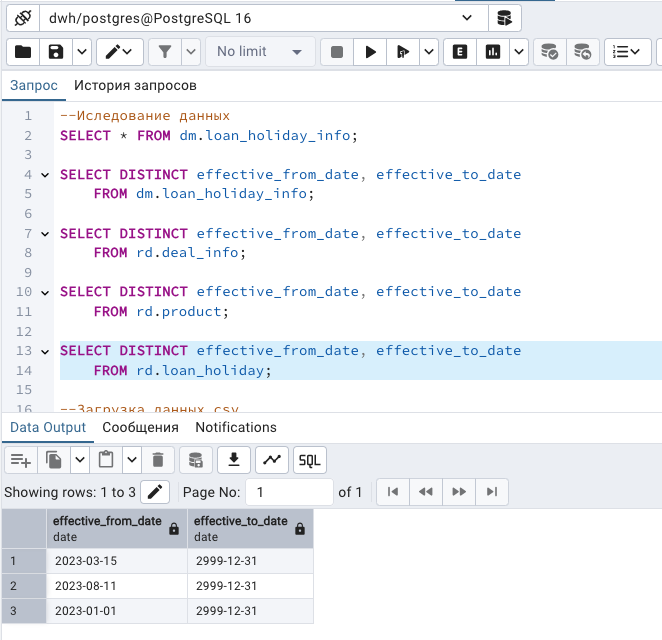 dwh/postgres@PostgreSQL 16
No limit
E
Запрос История запросов
1 --Иследование данных
2 SELECT * FROM dm.loan_holiday_info;
3
4 SELECT DISTINCT effective_from_date, effective_to_date
5 FROM dm.loan_holiday_info;
6
7 SELECT DISTINCT effective_from_date, effective_to_date
8 FROM rd.deal_info;
9
10 SELECT DISTINCT effective_from_date, effective_to_date
11 FROM rd.product;
12
13 SELECT DISTINCT effective_from_date, effective_to_date
14 FROM rd.loan_holiday;
15
16 --Загрузка данных csv
Data Output Сообщения Notifications
SQL
Showing rows: 1 to 3 Page No: 1 of 1
effective_from_date effective_to_date
date date
1 2023-03-15 2999-12-31
2 2023-08-11 2999-12-31
3 2023-01-01 2999-12-31